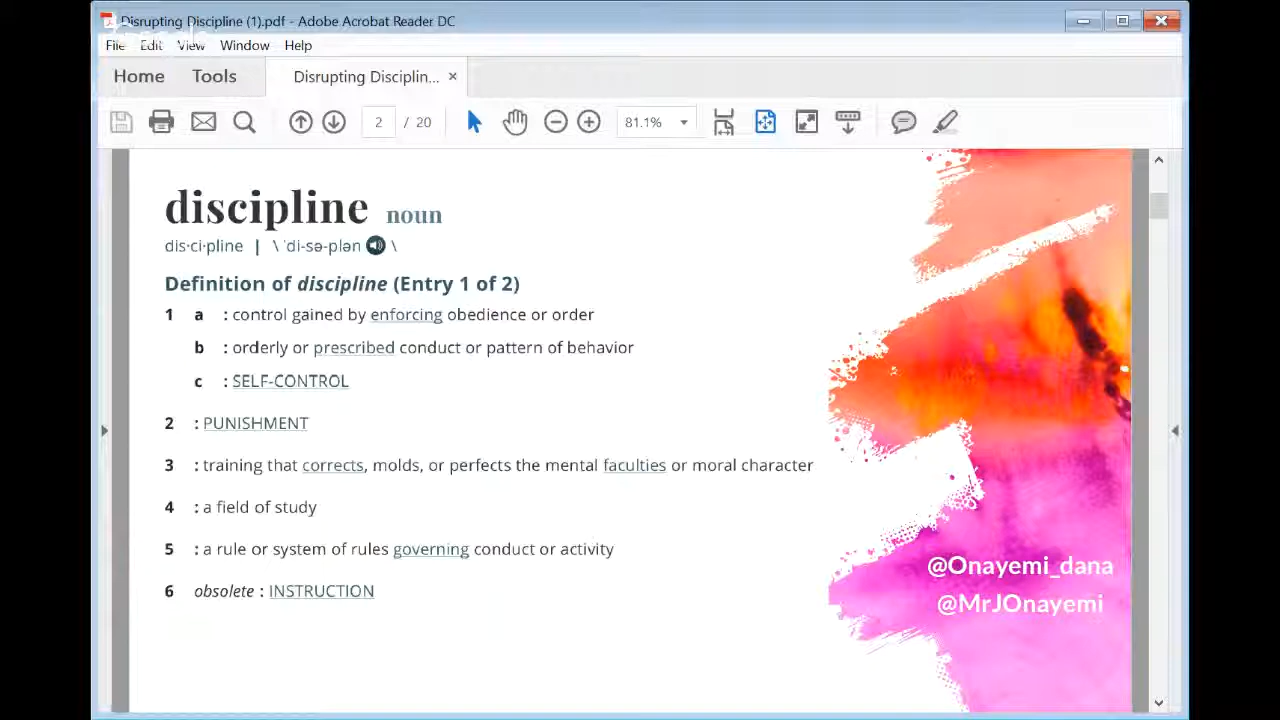 Disrupting Discipline (1).pdf - Adobe Acrobat Reader DC
File Edit View Window Help
Home Tools Disrupting Disciplin... ×
2 / 20 81.1%
discipline noun
dis·ci·pline | \ ˈdi-sə-plən \
Definition of discipline (Entry 1 of 2)
1 a : control gained by enforcing obedience or order
b : orderly or prescribed conduct or pattern of behavior
c : SELF-CONTROL
2 : PUNISHMENT
3 : training that corrects, molds, or perfects the mental faculties or moral character
4 : a field of study
5 : a rule or system of rules governing conduct or activity
6 obsolete : INSTRUCTION
@Onayemi_dana
@MrJOnayemi